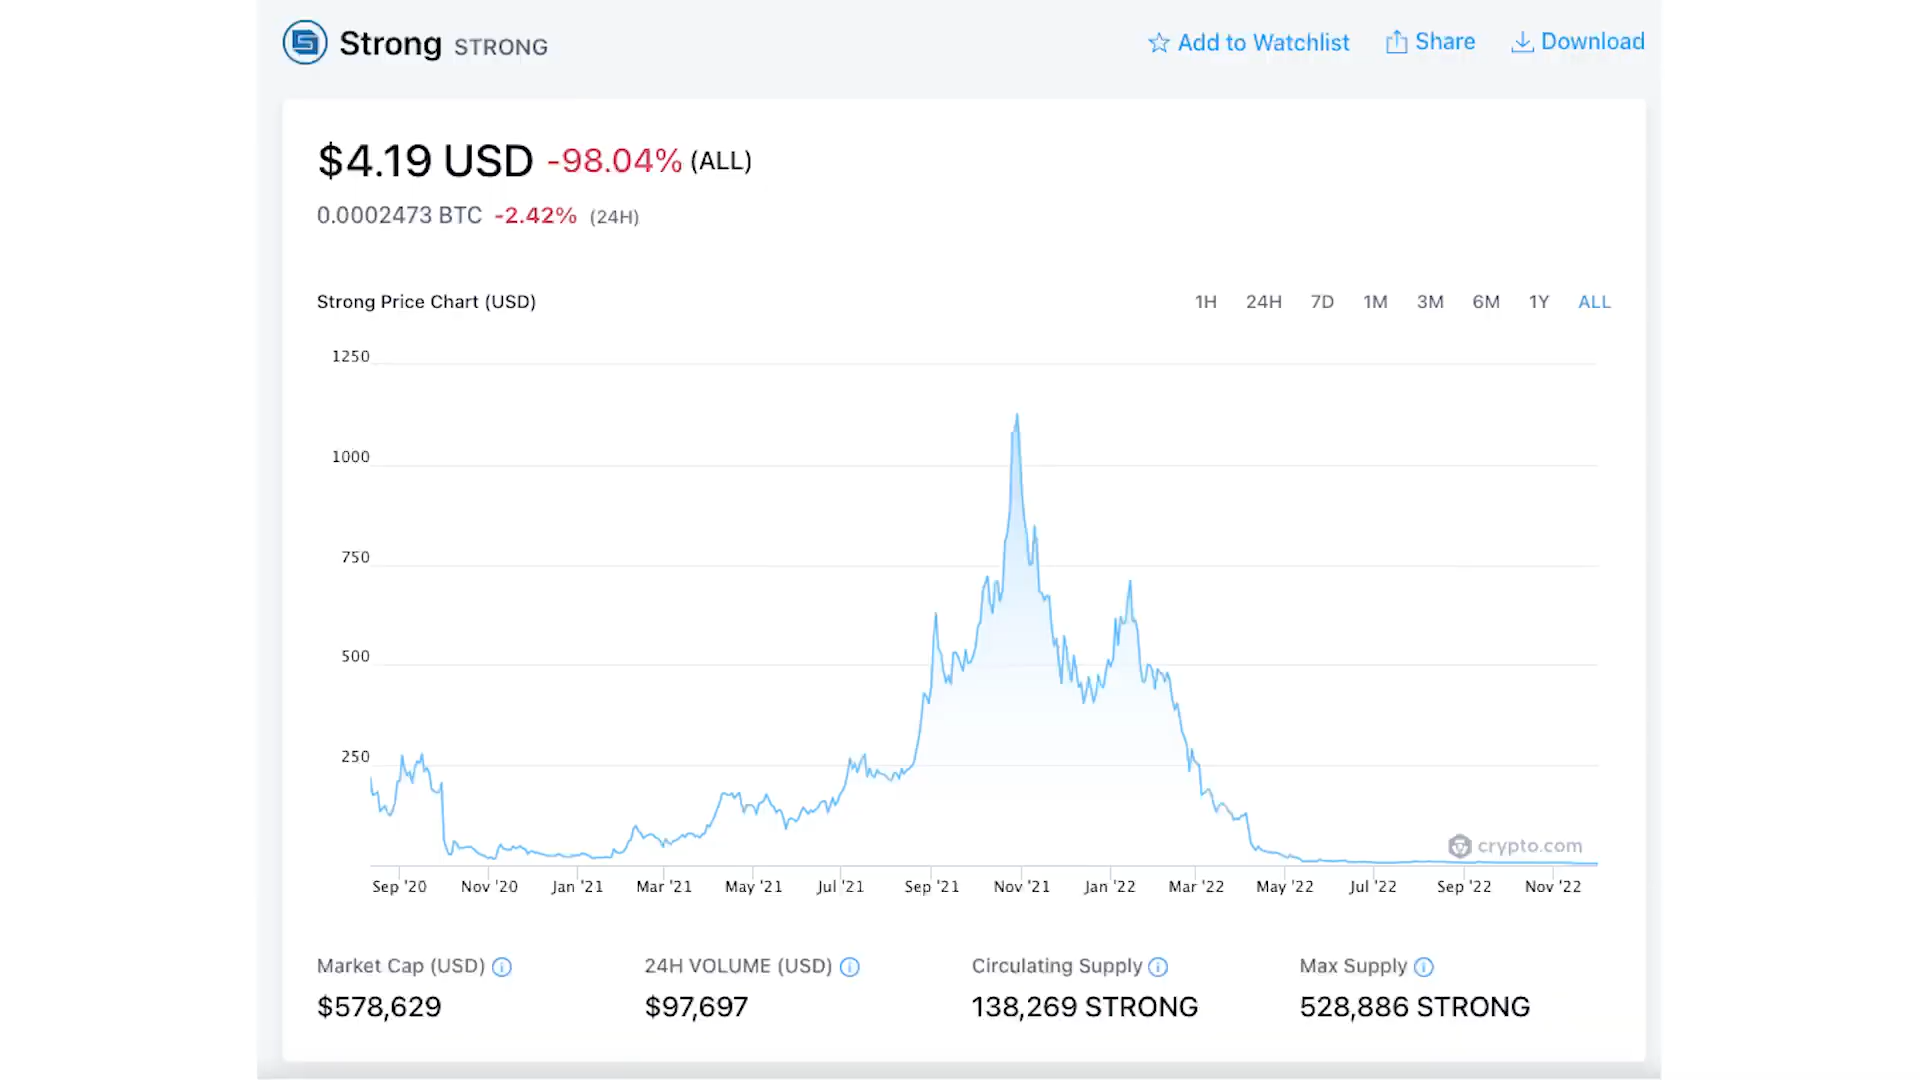 Strong STRONG
Add to Watchlist Share Download
$4.19 USD -98.04% (ALL)
0.0002473 BTC -2.42% (24H)
Strong Price Chart (USD)
1H 24H 7D 1M 3M 6M 1Y ALL
1250
1000
750
500
250
crypto.com
Sep '20 Nov '20 Jan '21 Mar '21 May '21 Jul '21 Sep '21 Nov '21 Jan '22 Mar '22 May '22 Jul '22 Sep '22 Nov '22
Market Cap (USD) 24H VOLUME (USD) Circulating Supply Max Supply
$578,629 $97,697 138,269 STRONG 528,886 STRONG